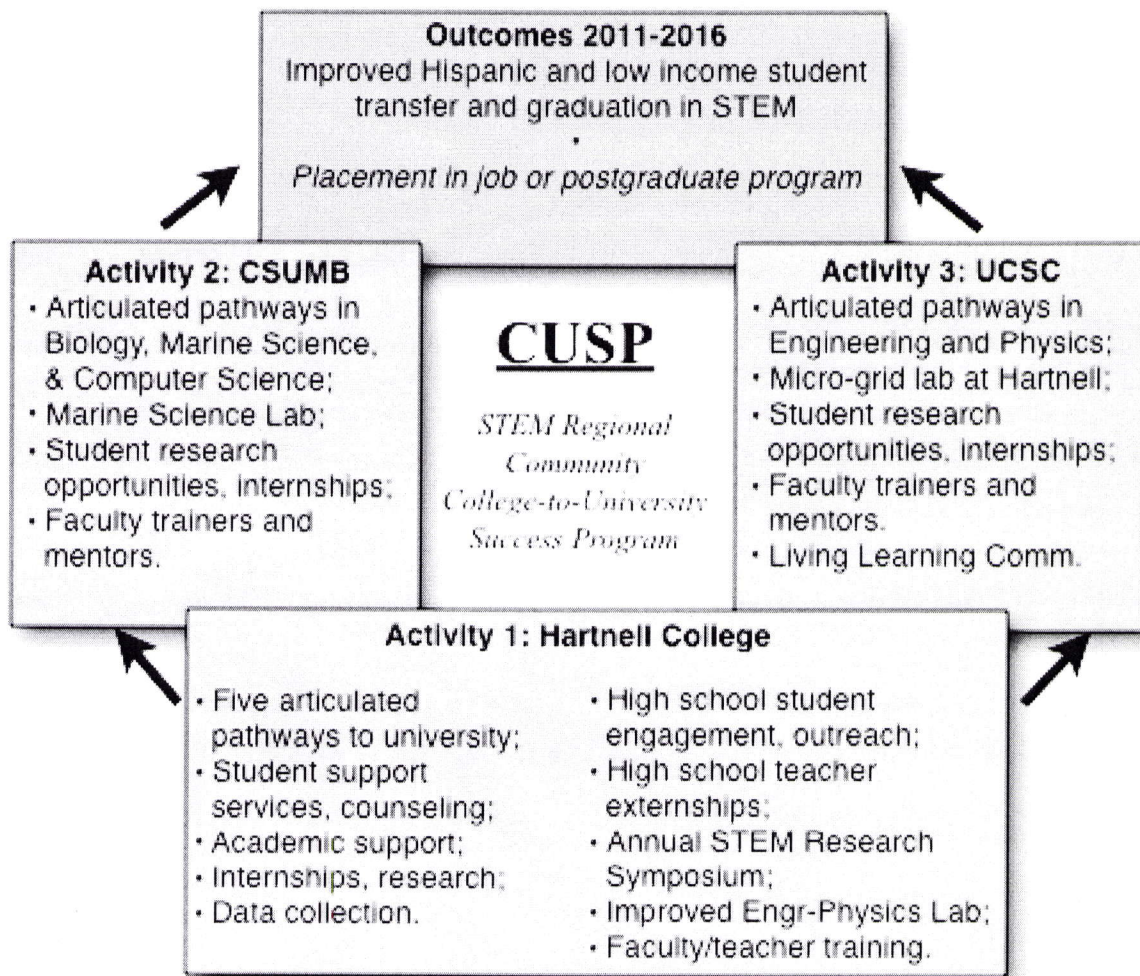 Outcomes 2011-2016
Improved Hispanic and low income student
transfer and graduation in STEM
•
Placement in job or postgraduate program
Activity 2: CSUMB
• Articulated pathways in
Biology, Marine Science,
& Computer Science;
• Marine Science Lab;
• Student research
opportunities, internships;
• Faculty trainers and
mentors.
CUSP
STEM Regional
Community
College-to-University
Success Program
Activity 3: UCSC
• Articulated pathways in
Engineering and Physics;
• Micro-grid lab at Hartnell;
• Student research
opportunities, internships;
• Faculty trainers and
mentors.
• Living Learning Comm.
Activity 1: Hartnell College
• Five articulated
pathways to university;
• Student support
services, counseling;
• Academic support;
• Internships, research;
• Data collection.
• High school student
engagement, outreach;
• High school teacher
externships;
• Annual STEM Research
Symposium;
• Improved Engr-Physics Lab;
• Faculty/teacher training.